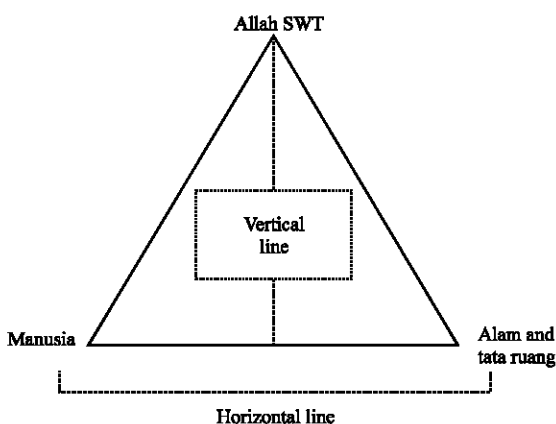 Allah SWT
Vertical
line
Manusia
Alam and
tata ruang
Horizontal line